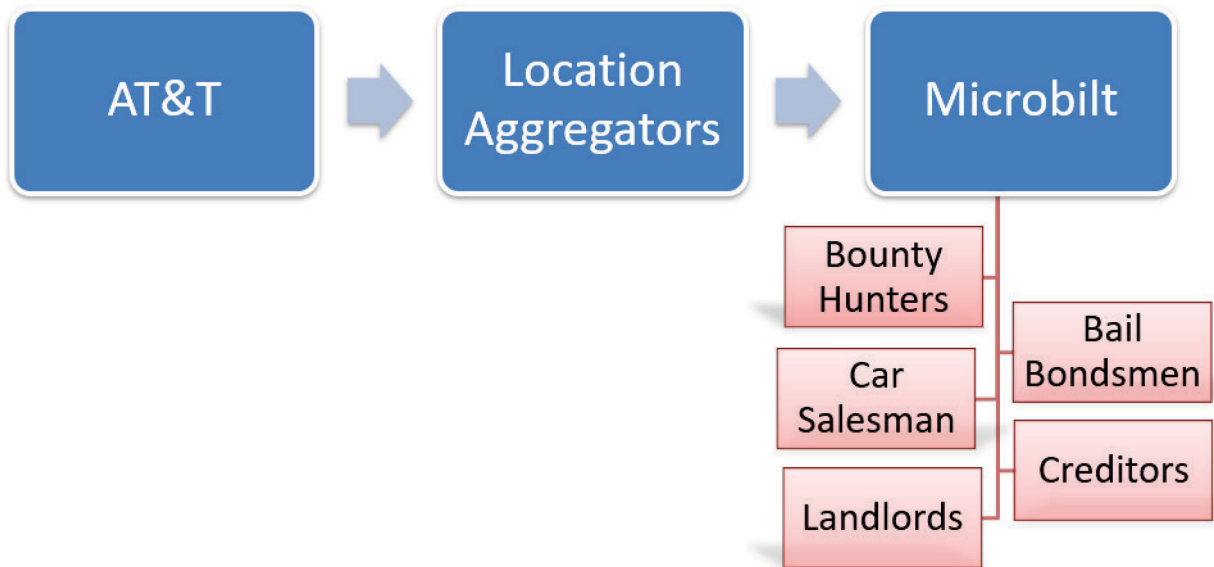 AT&T
Location
Aggregators
Microbilt
Bounty
Hunters
Bail
Bondsmen
Car
Salesman
Creditors
Landlords